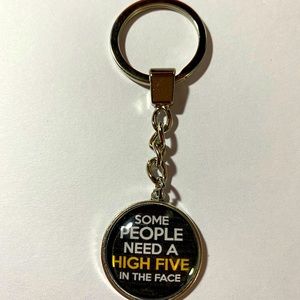 SOME
PEOPLE
NEED A
HIGH FIVE
IN THE FACE